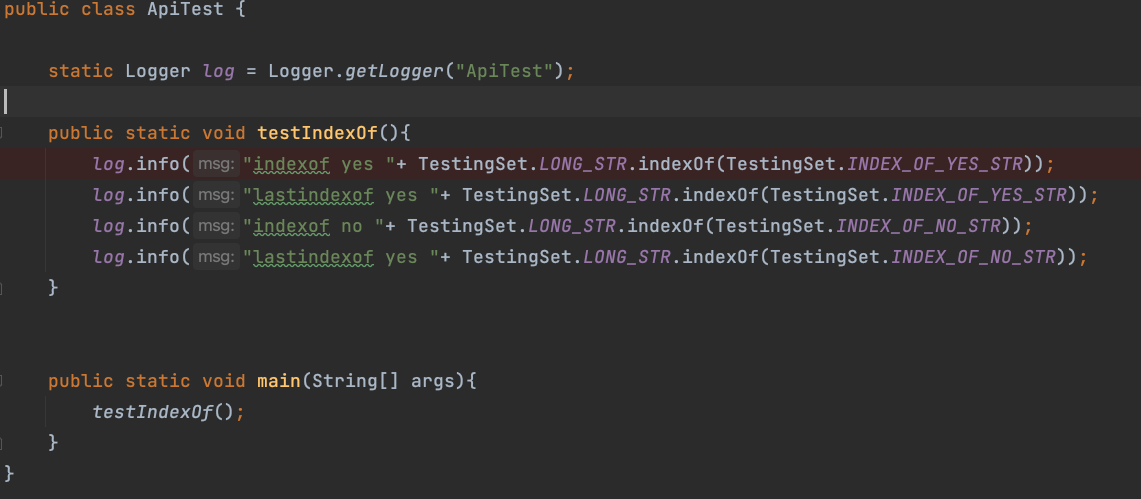 public class ApiTest {
static Logger log = Logger.getLogger("ApiTest");
public static void testIndexOf(){
log.info( msg: "indexof yes "+ TestingSet.LONG_STR.indexOf(TestingSet.INDEX_OF_YES_STR));
log.info( msg: "lastindexof yes "+ TestingSet.LONG_STR.indexOf(TestingSet.INDEX_OF_YES_STR));
log.info( msg: "indexof no "+ TestingSet.LONG_STR.indexOf(TestingSet.INDEX_OF_NO_STR));
log.info( msg: "lastindexof yes "+ TestingSet.LONG_STR.indexOf(TestingSet.INDEX_OF_NO_STR));
}
public static void main(String[] args){
testIndexOf();
}
}